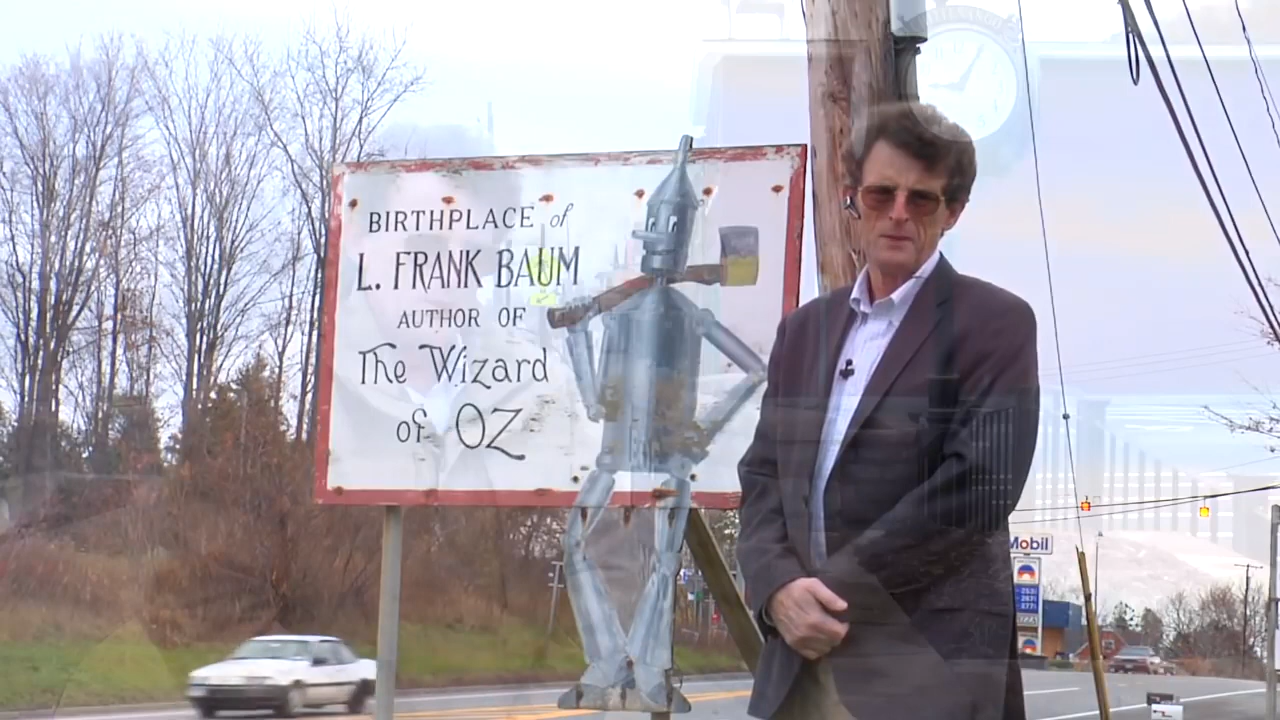 BIRTHPLACE of
L. FRANK BAUM
AUTHOR OF
The Wizard
of OZ
Mobil